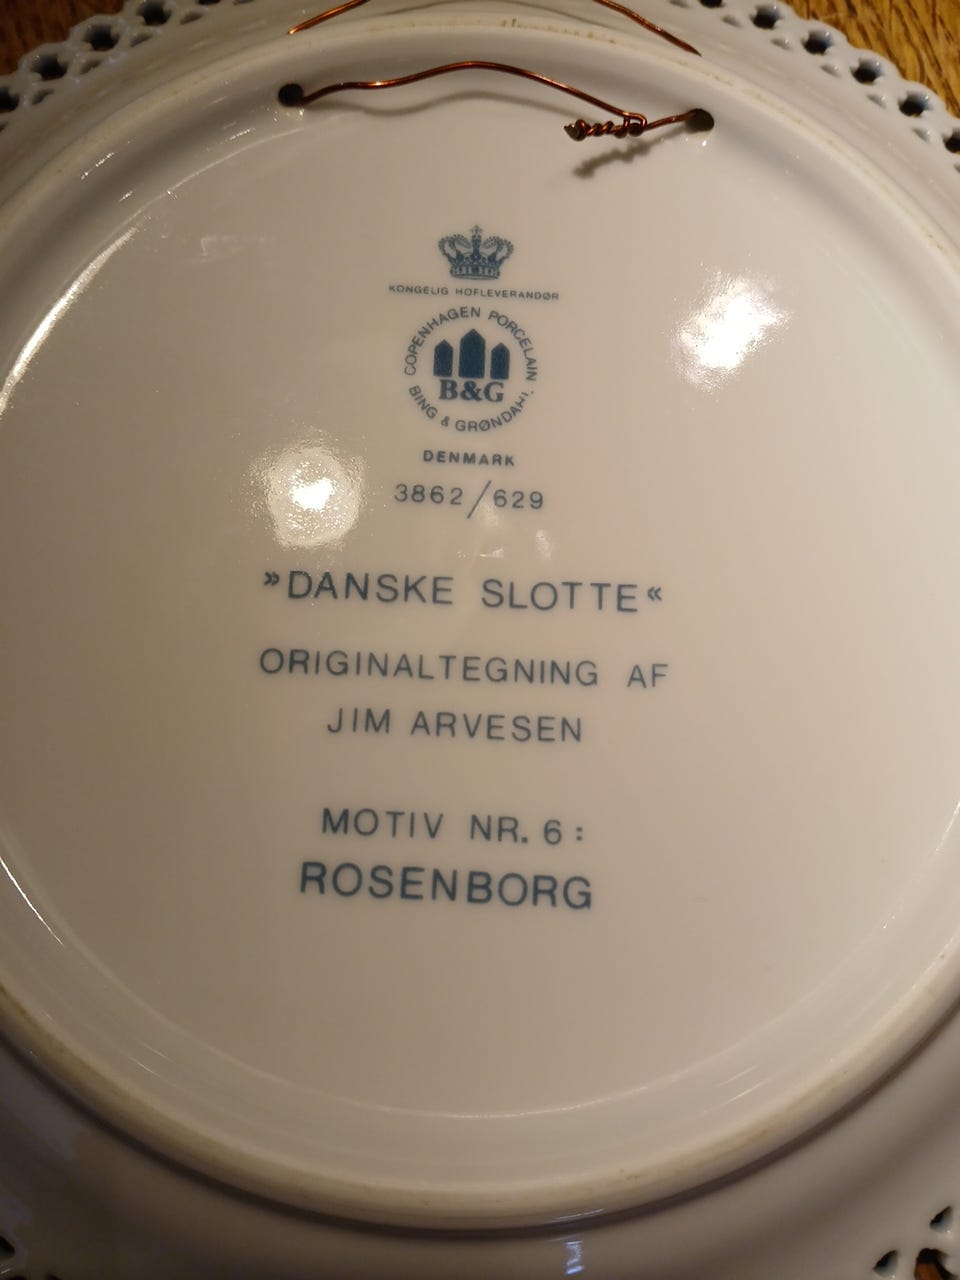 KONGELIG HOFLEVERANDØR
COPENHAGEN PORCELAIN
B&G
BING & GRØNDAHL
DENMARK
3862/629
»DANSKE SLOTTE«
ORIGINALTEGNING AF
JIM ARVESEN
MOTIV NR. 6:
ROSENBORG